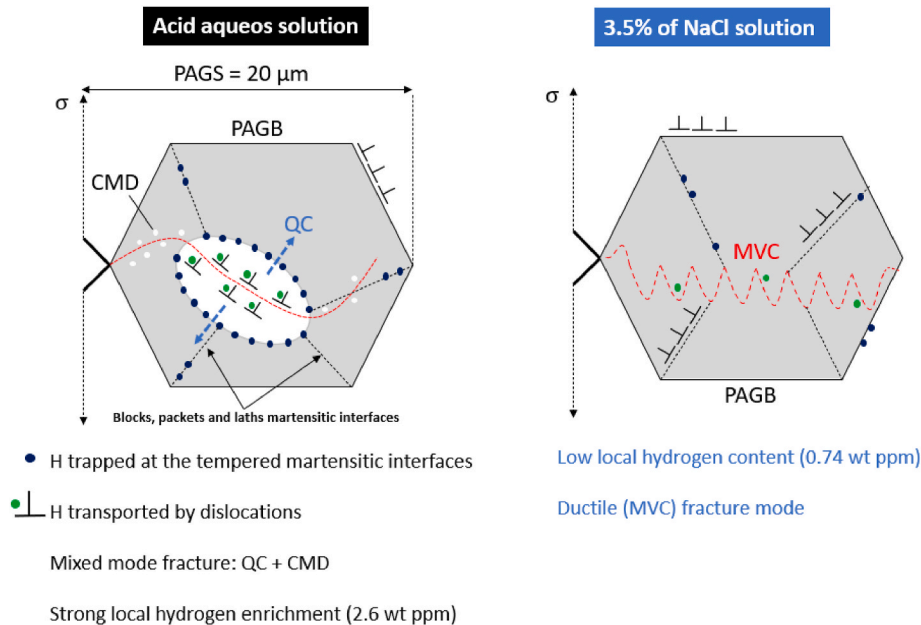 Acid aqueos solution
3.5% of NaCl solution
PAGS = 20 µm
σ
PAGB
CMD
QC
Blocks, packets and laths martensitic interfaces
σ
MVC
PAGB
H trapped at the tempered martensitic interfaces
H transported by dislocations
Mixed mode fracture: QC + CMD
Strong local hydrogen enrichment (2.6 wt ppm)
Low local hydrogen content (0.74 wt ppm)
Ductile (MVC) fracture mode